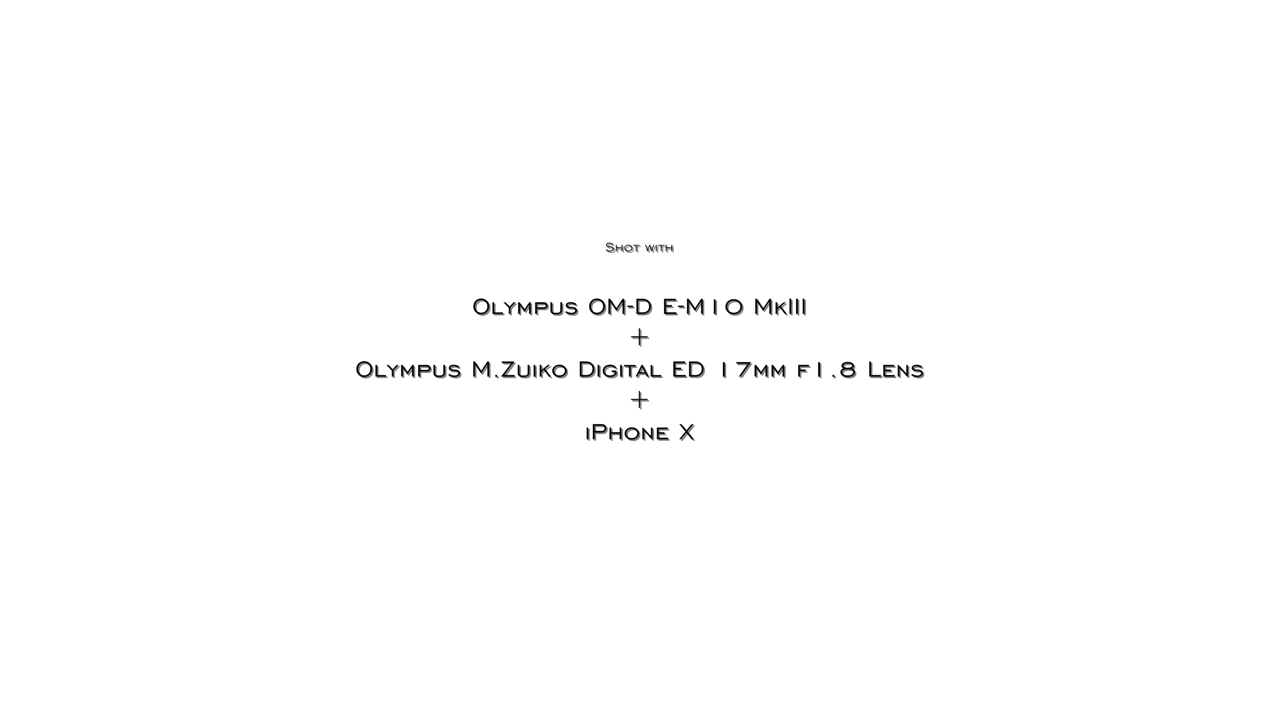 Shot with
Olympus OM-D E-M10 MkIII
+
Olympus M.Zuiko Digital ED 17mm f1.8 Lens
+
iPhone X